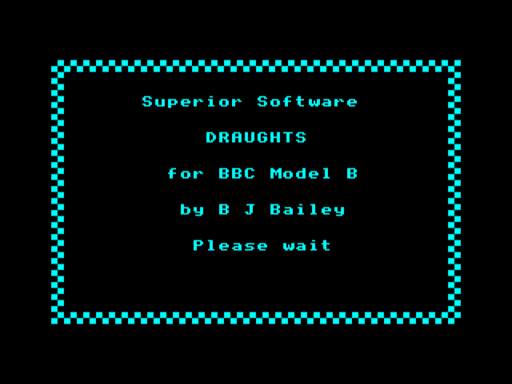 Superior Software
DRAUGHTS
for BBC Model B
by B J Bailey
Please wait